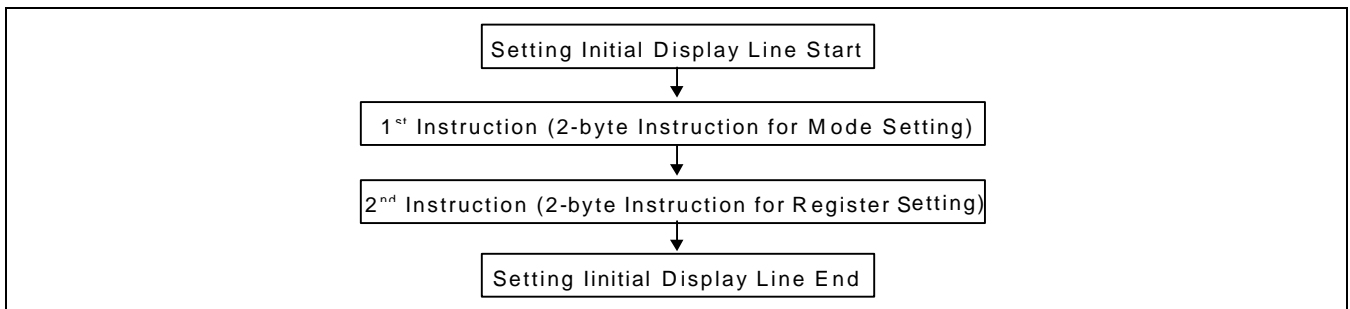 Setting Initial Display Line Start
1st Instruction (2-byte Instruction for Mode Setting)
2nd Instruction (2-byte Instruction for Register Setting)
Setting Iinitial Display Line End